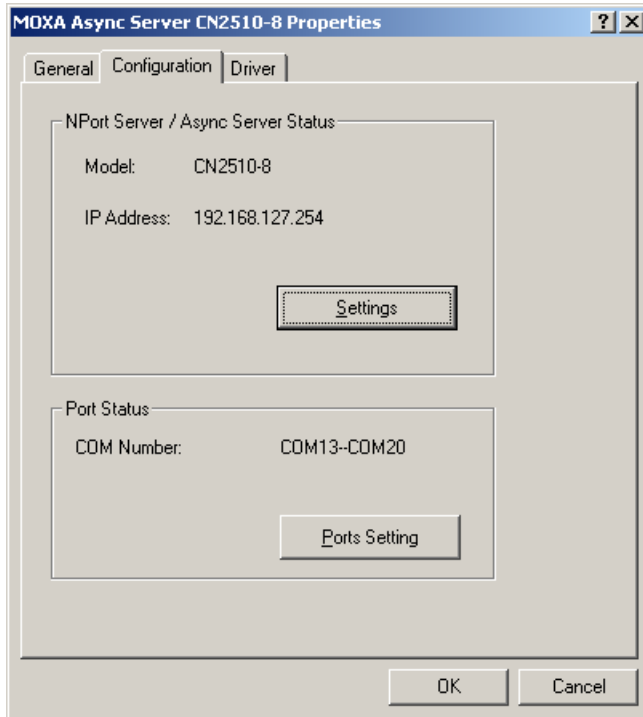 MOXA Async Server CN2510-8 Properties
General Configuration Driver
NPort Server / Async Server Status
Model: CN2510-8
IP Address: 192.168.127.254
Settings
Port Status
COM Number: COM13--COM20
Ports Setting
OK Cancel